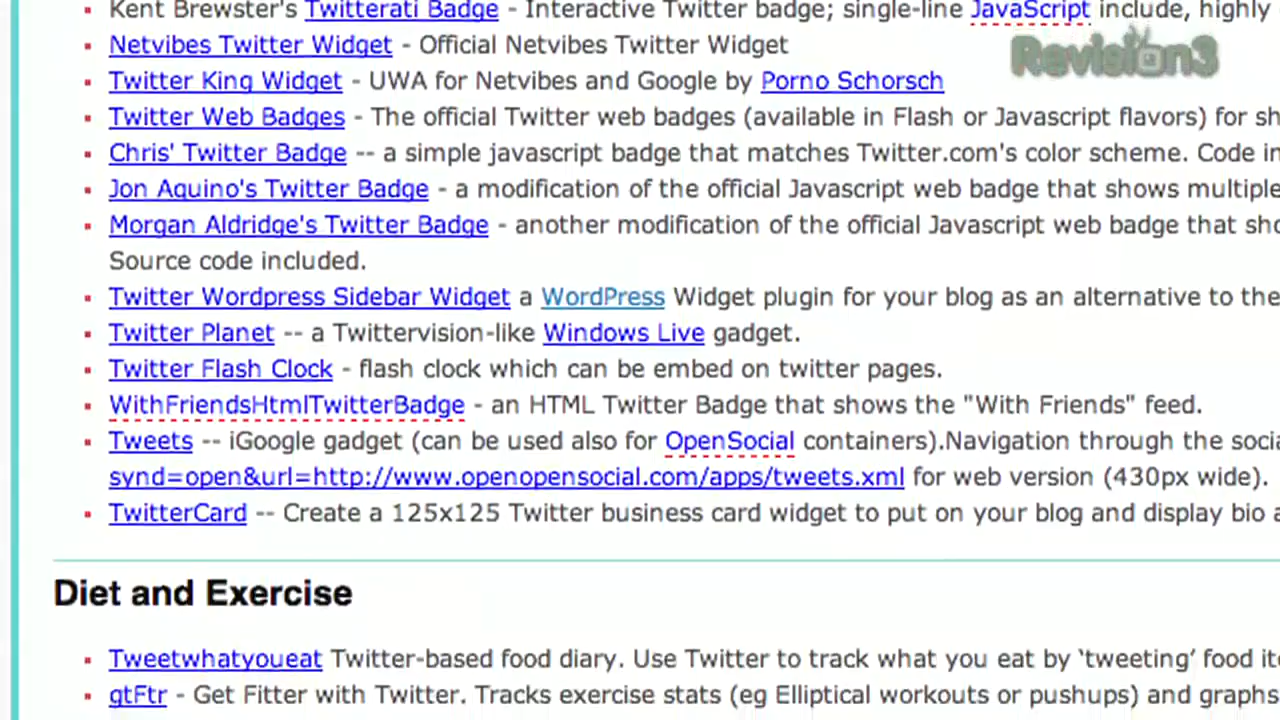 Kent Brewster's Twitterati Badge - Interactive Twitter badge; single-line JavaScript include, highly
Revision3
Netvibes Twitter Widget - Official Netvibes Twitter Widget
Twitter King Widget - UWA for Netvibes and Google by Porno Schorsch
Twitter Web Badges - The official Twitter web badges (available in Flash or Javascript flavors) for sh
Chris' Twitter Badge -- a simple javascript badge that matches Twitter.com's color scheme. Code in
Jon Aquino's Twitter Badge - a modification of the official Javascript web badge that shows multiple
Morgan Aldridge's Twitter Badge - another modification of the official Javascript web badge that sho
Source code included.
Twitter Wordpress Sidebar Widget a WordPress Widget plugin for your blog as an alternative to the
Twitter Planet -- a Twittervision-like Windows Live gadget.
Twitter Flash Clock - flash clock which can be embed on twitter pages.
WithFriendsHtmlTwitterBadge - an HTML Twitter Badge that shows the "With Friends" feed.
Tweets -- iGoogle gadget (can be used also for OpenSocial containers).Navigation through the socia
synd=open&url=http://www.openopensocial.com/apps/tweets.xml for web version (430px wide).
TwitterCard -- Create a 125x125 Twitter business card widget to put on your blog and display bio a
Diet and Exercise
Tweetwhatyoueat Twitter-based food diary. Use Twitter to track what you eat by ‘tweeting’ food ite
gtFtr - Get Fitter with Twitter. Tracks exercise stats (eg Elliptical workouts or pushups) and graphs